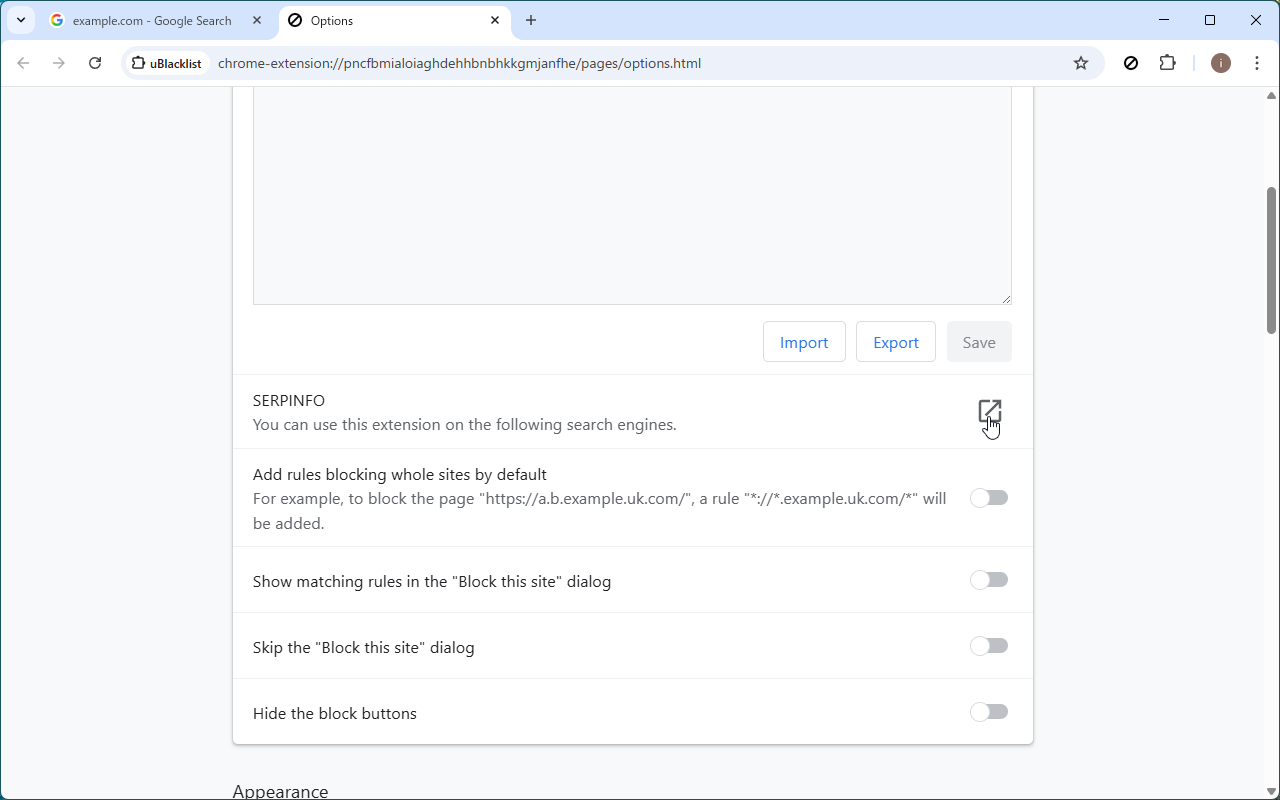 example.com - Google Search
Options
uBlacklist
chrome-extension://pncfbmialoiaghdehhbnbhkkgmjanfhe/pages/options.html
i
Import
Export
Save
SERPINFO
You can use this extension on the following search engines.
Add rules blocking whole sites by default
For example, to block the page "https://a.b.example.uk.com/", a rule "*://*.example.uk.com/*" will
be added.
Show matching rules in the "Block this site" dialog
Skip the "Block this site" dialog
Hide the block buttons
Appearance